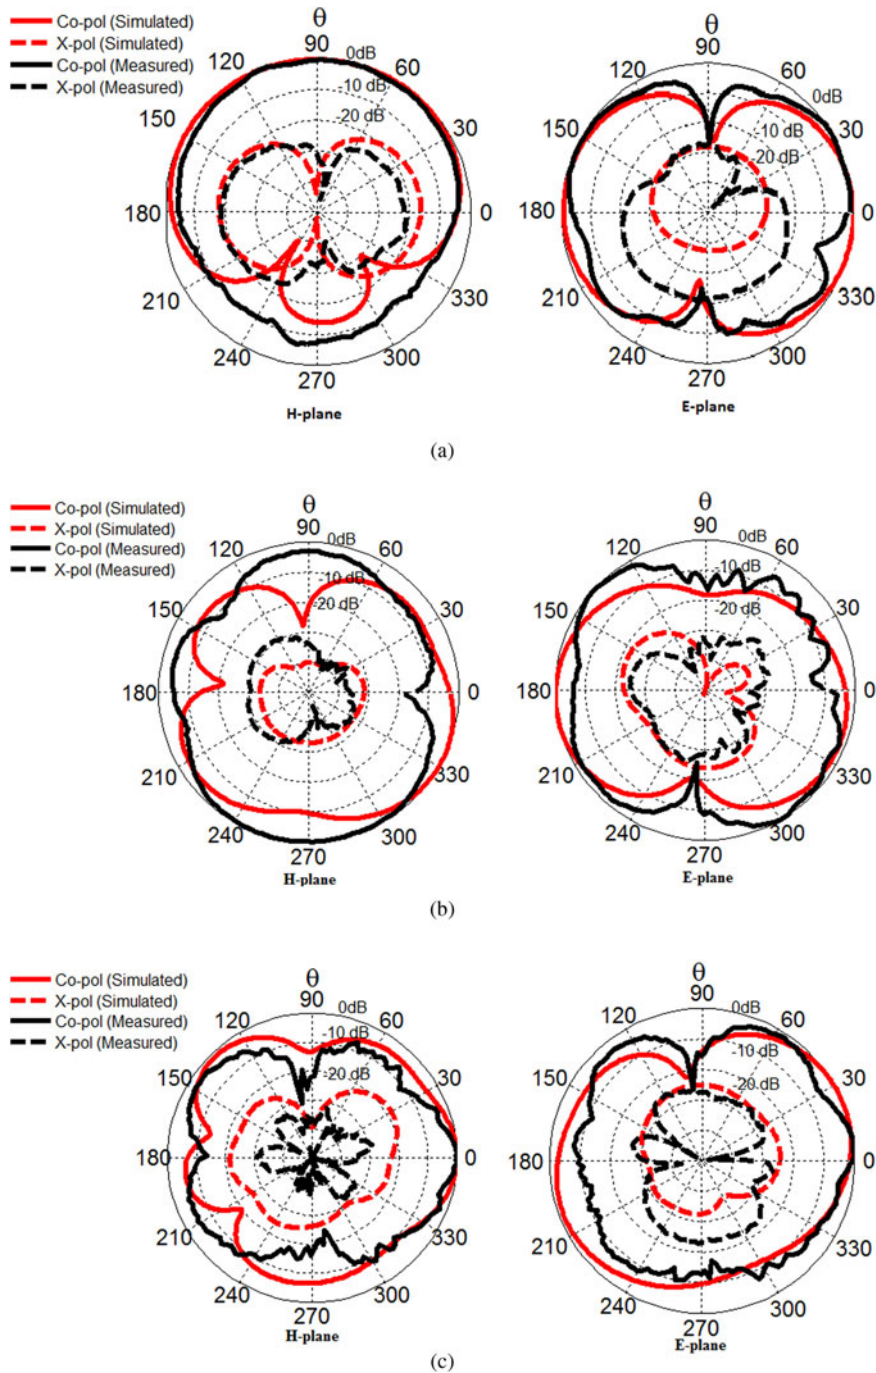 Co-pol (Simulated)
X-pol (Simulated)
Co-pol (Measured)
X-pol (Measured)
θ
90
0dB
120
60
-10 dB
-20 dB
150
30
180
0
210
330
240
300
270
H-plane
θ
90
120
60
0dB
10 dB
20 dB
150
30
180
0
210
330
240
300
270
E-plane
(a)
Co-pol (Simulated)
X-pol (Simulated)
Co-pol (Measured)
X-pol (Measured)
θ
90
0dB
120
60
-10 dB
-20 dB
150
30
180
0
210
330
240
300
270
H-plane
θ
90
0dB
120
60
-10 dB
-20 dB
150
30
180
0
210
330
240
300
270
E-plane
(b)
Co-pol (Simulated)
X-pol (Simulated)
Co-pol (Measured)
X-pol (Measured)
θ
90
0dB
120
60
-10 dB
-20 dB
150
30
180
0
210
330
240
300
270
H-plane
θ
90
0dB
120
60
-10 dB
-20 dB
150
30
180
0
210
330
240
300
270
E-plane
(c)